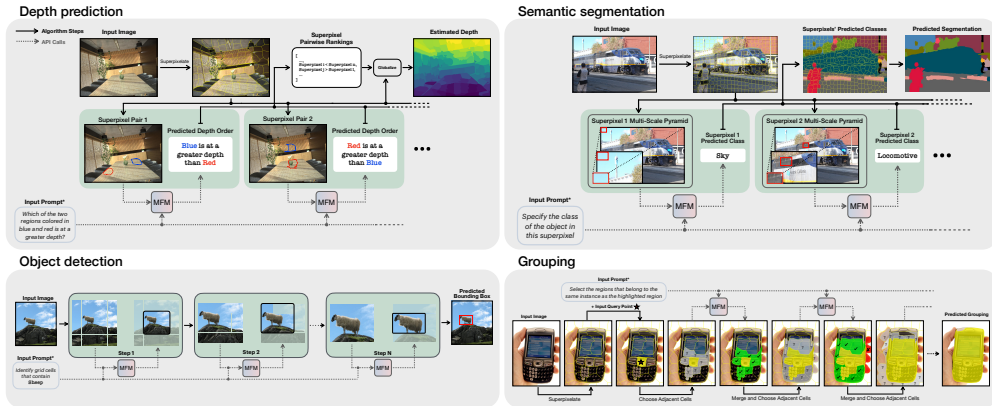 Depth prediction
Algorithm Steps
API Calls
Input Image
Superpixelate
Superpixel
Pairwise Rankings
[
...
Superpixel i < Superpixel n,
Superpixel j > Superpixel l,
...
]
Globalize
Estimated Depth
Superpixel Pair 1
Predicted Depth Order
Blue is at a
greater depth
than Red
Superpixel Pair 2
Predicted Depth Order
Red is at a
greater depth
than Blue
MFM
MFM
Input Prompt*
Which of the two
regions colored in
blue and red is at a
greater depth?
Semantic segmentation
Input Image
Superpixelate
Superpixels' Predicted Classes
Predicted Segmentation
Superpixel 1 Multi-Scale Pyramid
Superpixel 1
Predicted Class
Sky
Superpixel 2 Multi-Scale Pyramid
Superpixel 2
Predicted Class
Locomotive
MFM
MFM
Input Prompt*
Specify the class
of the object in
this superpixel
Object detection
Input Image
Predicted
Bounding Box
Step 1
Step 2
Step N
MFM
MFM
MFM
Input Prompt*
Identify grid cells
that contain
Sheep
Grouping
Input Prompt*
Select the regions that belong to the
same instance as the highlighted region
+ Input Query Point ★
MFM
MFM
Input Image
Predicted Grouping
Superpixelate
Choose Adjacent Cells
Merge and Choose Adjacent Cells
Merge and Choose Adjacent Cells